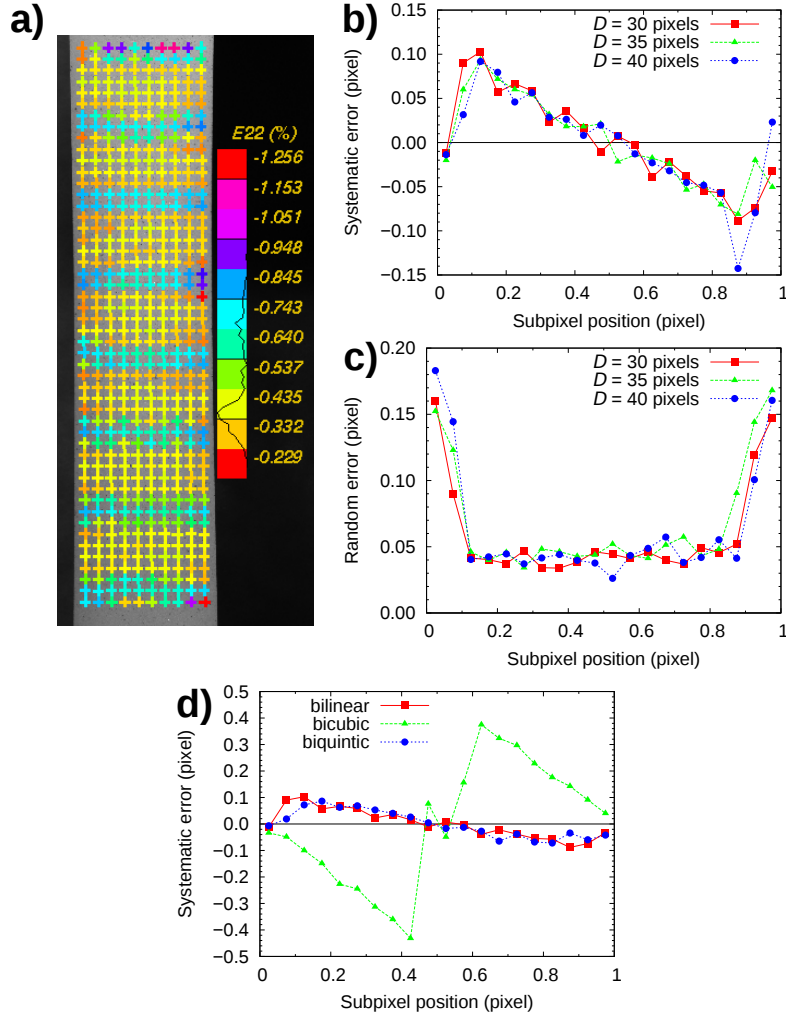 a)
E22 (%)
-1.256
-1.153
-1.051
-0.948
-0.845
-0.743
-0.640
-0.537
-0.435
-0.332
-0.229
b)
D = 30 pixels
D = 35 pixels
D = 40 pixels
Systematic error (pixel)
0.15
0.10
0.05
0.00
−0.05
−0.10
−0.15
0 0.2 0.4 0.6 0.8 1
Subpixel position (pixel)
c)
D = 30 pixels
D = 35 pixels
D = 40 pixels
Random error (pixel)
0.20
0.15
0.10
0.05
0.00
0 0.2 0.4 0.6 0.8 1
Subpixel position (pixel)
d)
bilinear
bicubic
biquintic
Systematic error (pixel)
0.5
0.4
0.3
0.2
0.1
0.0
−0.1
−0.2
−0.3
−0.4
−0.5
0 0.2 0.4 0.6 0.8 1
Subpixel position (pixel)